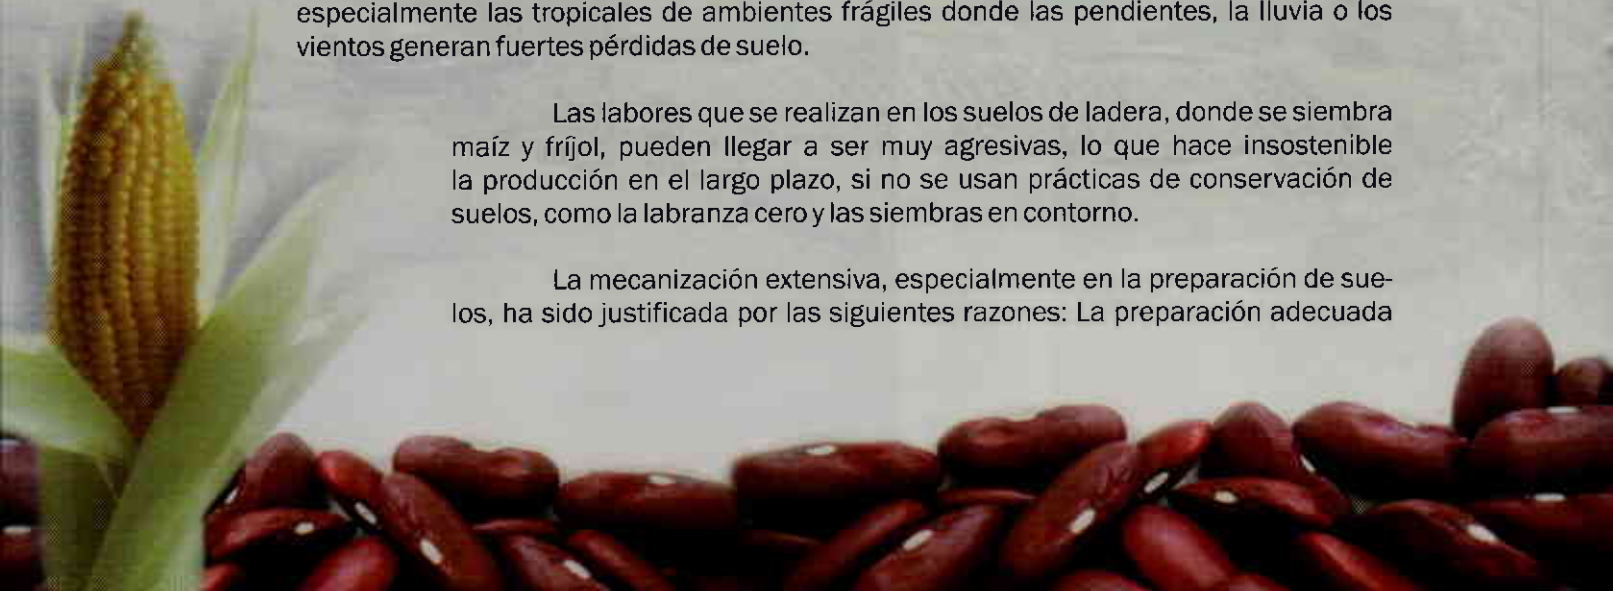 especialmente las tropicales de ambientes frágiles donde las pendientes, la lluvia o los
vientos generan fuertes pérdidas de suelo.
Las labores que se realizan en los suelos de ladera, donde se siembra
maíz y fríjol, pueden llegar a ser muy agresivas, lo que hace insostenible
la producción en el largo plazo, si no se usan prácticas de conservación de
suelos, como la labranza cero y las siembras en contorno.
La mecanización extensiva, especialmente en la preparación de sue-
los, ha sido justificada por las siguientes razones: La preparación adecuada